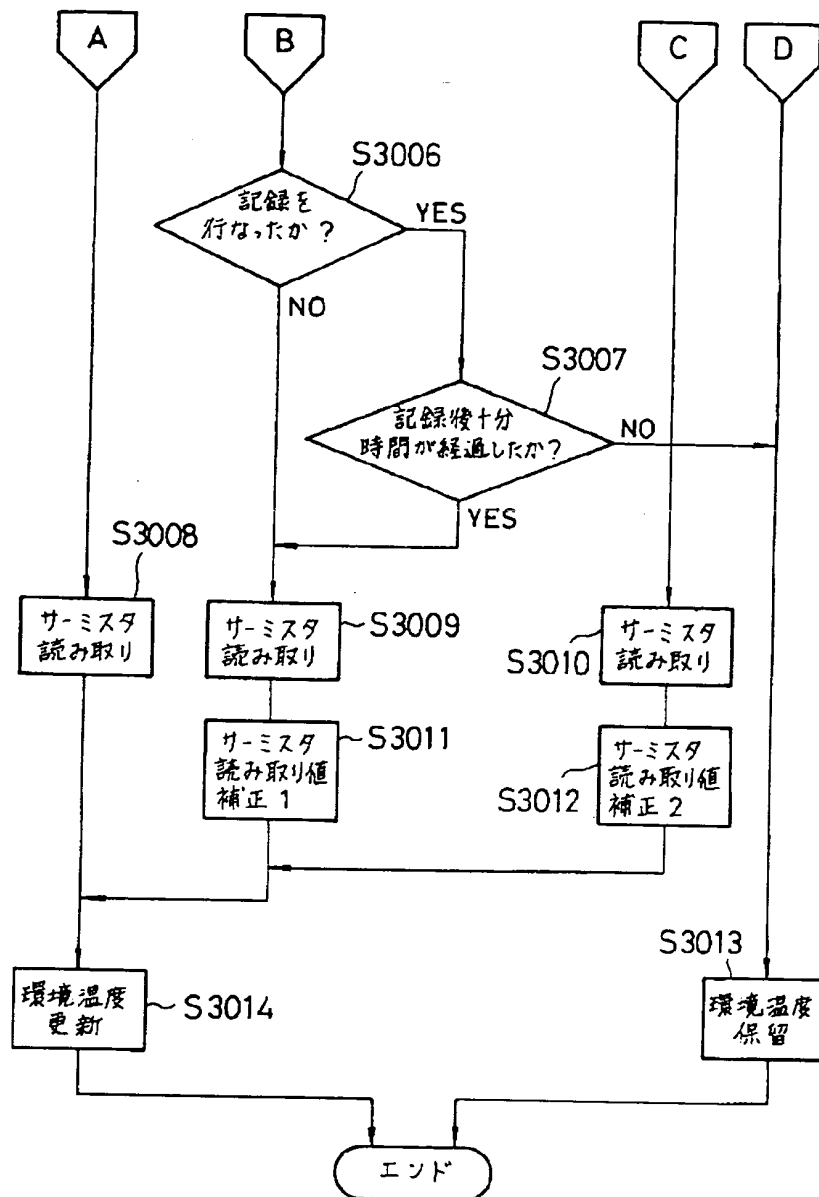 A
B
C
D
S3006
記録を
行なったか?
YES
NO
S3007
記録後十分
時間が経過したか?
NO
YES
S3008
サーミスタ
読み取り
サーミスタ
読み取り
S3009
サーミスタ
読み取り
S3010
サーミスタ
読み取り値
補正1
S3011
サーミスタ
読み取り値
補正2
S3012
S3013
環境温度
更新
S3014
環境温度
保留
エンド